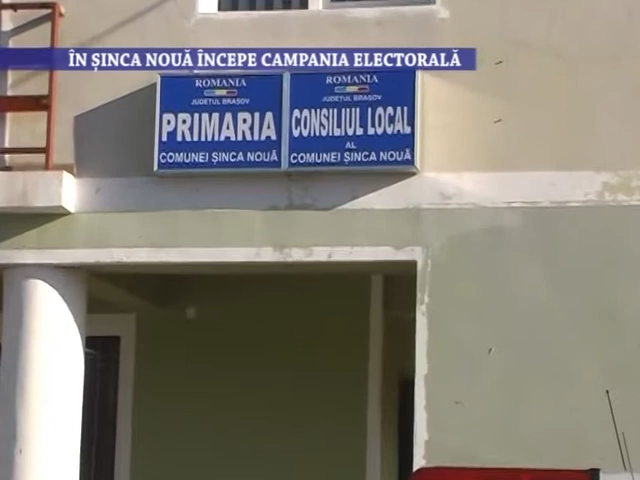 ÎN ȘINCA NOUĂ ÎNCEPE CAMPANIA ELECTORALĂ
ROMANIA
JUDEȚUL BRAȘOV
PRIMARIA
COMUNEI ȘINCA NOUĂ
ROMANIA
JUDEȚUL BRAȘOV
CONSILIUL LOCAL
AL
COMUNEI ȘINCA NOUĂ